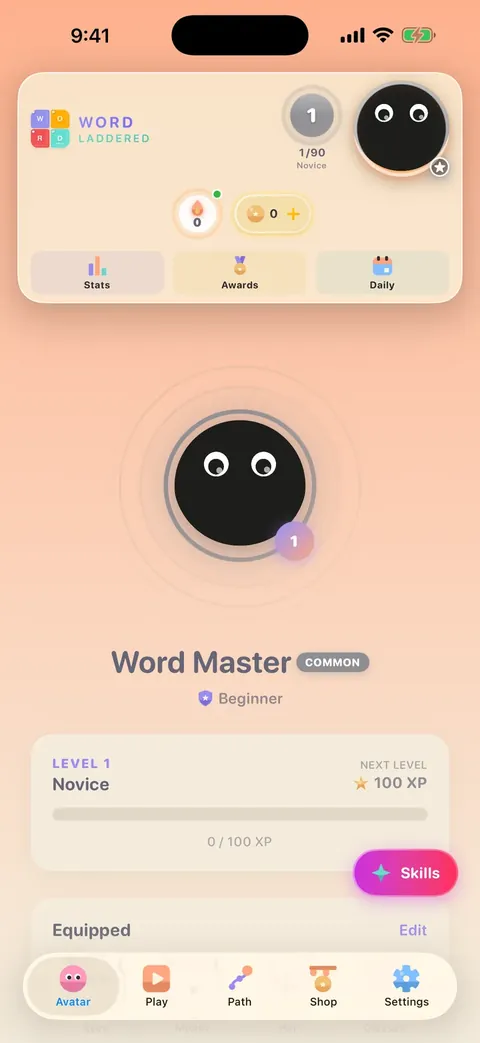 9:41
W O
R D
WORD
LADDERED
1
1/90
Novice
0
0 +
Stats
Awards
Daily
1
Word Master COMMON
Beginner
LEVEL 1
Novice
NEXT LEVEL
100 XP
0 / 100 XP
Skills
Equipped
Edit
Avatar
Play
Path
Shop
Settings